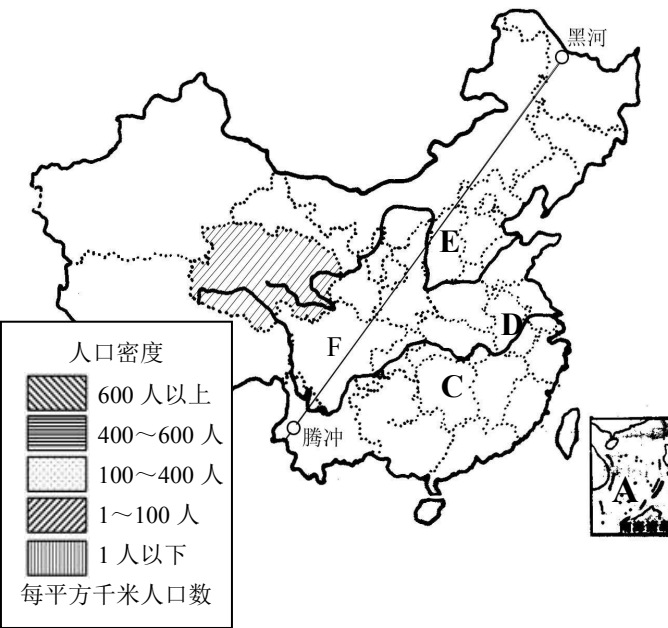 黑河
E
D
F
C
腾冲
A
人口密度
600 人以上
400～600 人
100～400 人
1～100 人
1 人以下
每平方千米人口数